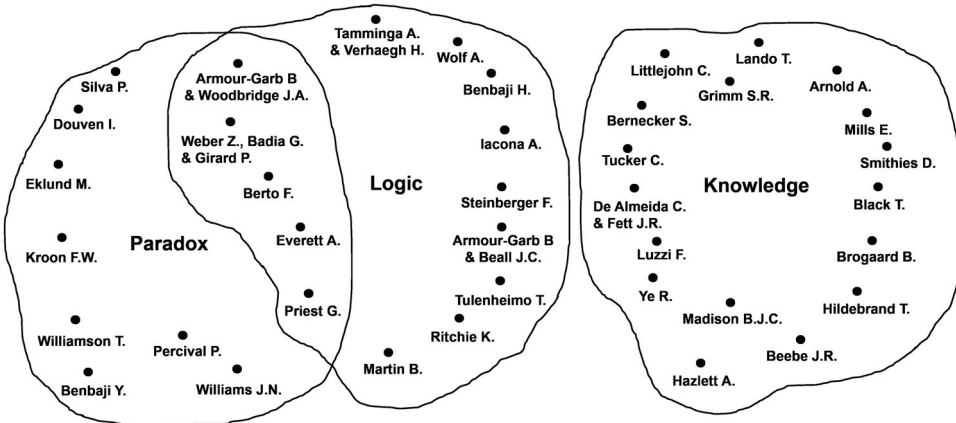 Silva P.
Douven I.
Eklund M.
Kroon F.W.
Paradox
Williamson T.
Percival P.
Benbaji Y.
Williams J.N.
Armour-Garb B
& Woodbridge J.A.
Weber Z., Badia G.
& Girard P.
Berto F.
Everett A.
Priest G.
Tamminga A.
& Verhaegh H.
Wolf A.
Benbaji H.
Iacona A.
Logic
Steinberger F.
Armour-Garb B
& Beall J.C.
Tulenheimo T.
Ritchie K.
Martin B.
Littlejohn C.
Lando T.
Grimm S.R.
Arnold A.
Bernecker S.
Mills E.
Tucker C.
Smithies D.
Knowledge
De Almeida C.
& Fett J.R.
Black T.
Luzzi F.
Brogaard B.
Ye R.
Hildebrand T.
Madison B.J.C.
Beebe J.R.
Hazlett A.